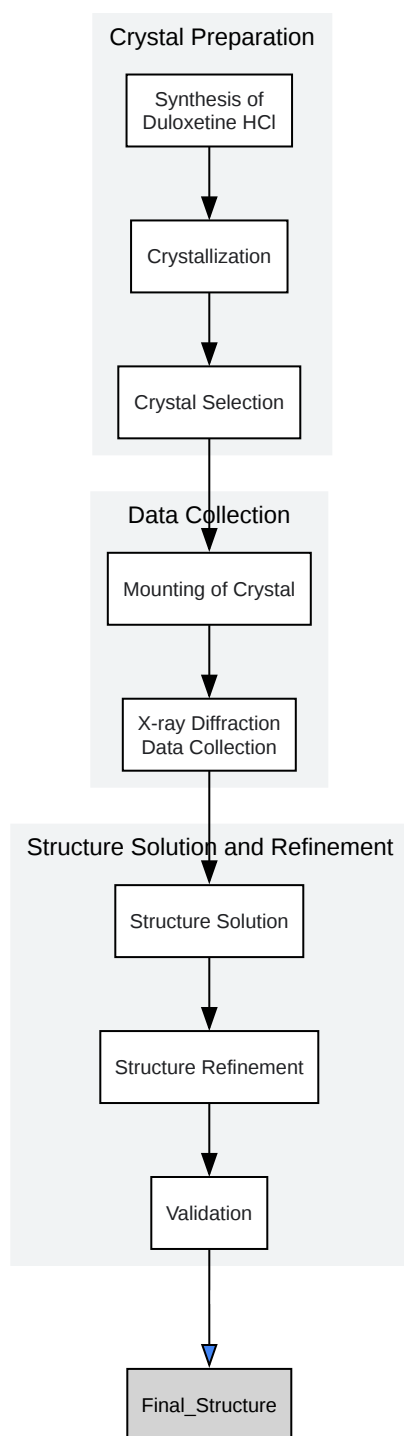 Crystal Preparation
Synthesis of
Duloxetine HCl
Crystallization
Crystal Selection
Data Collection
Mounting of Crystal
X-ray Diffraction
Data Collection
Structure Solution and Refinement
Structure Solution
Structure Refinement
Validation
Final_Structure